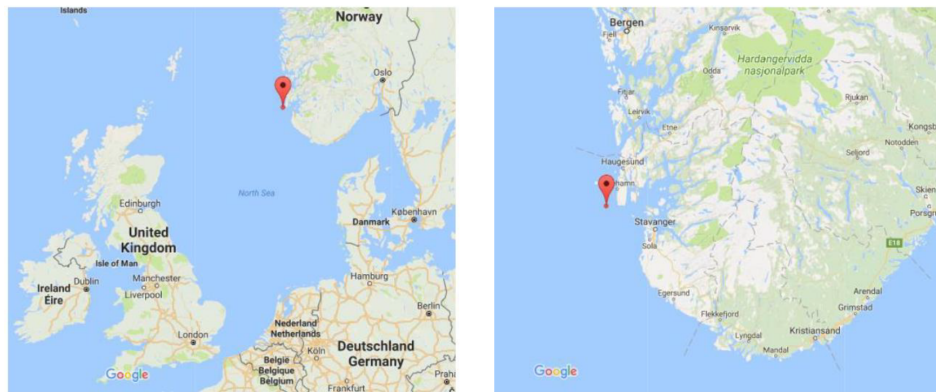 Islands
Norway
Oslo
North Sea
Edinburgh
United
Kingdom
Isle of Man
Dublin
Ireland
Éire
Manchester
Liverpool
London
Danmark
København
Hamburg
Berlin
Nederland
Netherlands
België
Belgique
Belgium
Köln
Deutschland
Germany
Frankfurt
Praha
Google
Bergen
Fjell
Kinsarvik
Hardangervidda
nasjonalpark
Odda
Fitjar
Leirvik
Etne
Rjukan
Kongsb
Notodden
Seljord
Haugesund
Skien
Porsgr
Stavanger
Sola
E18
Egersund
Arendal
Grimstad
Flekkefjord
Kristiansand
Lyngdal
Mandal
Google